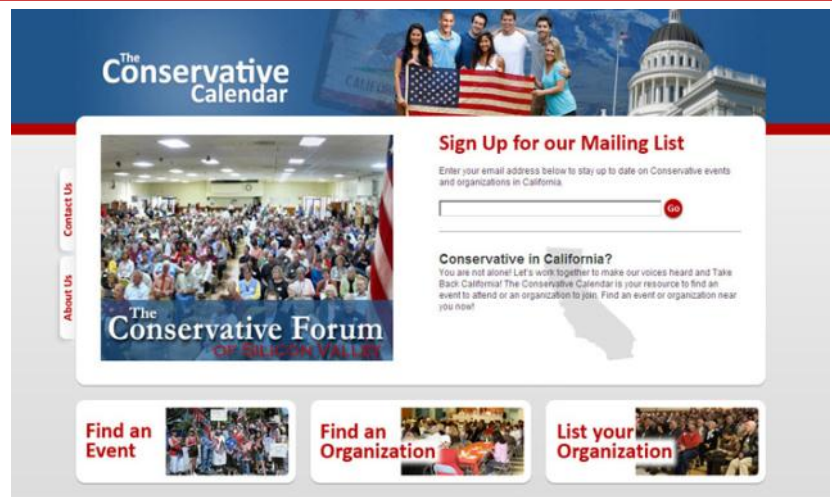 The
Conservative
Calendar
Sign Up for our Mailing List
Enter your email address below to stay up to date on Conservative events
and organizations in California.
Go
Conservative in California?
You are not alone! Let's work together to make our voices heard and Take
Back California! The Conservative Calendar is your resource to find an
event to attend or an organization to join. Find an event or organization near
you now!
Contact Us
About Us
The
Conservative Forum
OF SILICON VALLEY
Find an
Event
Find an
Organization
List your
Organization